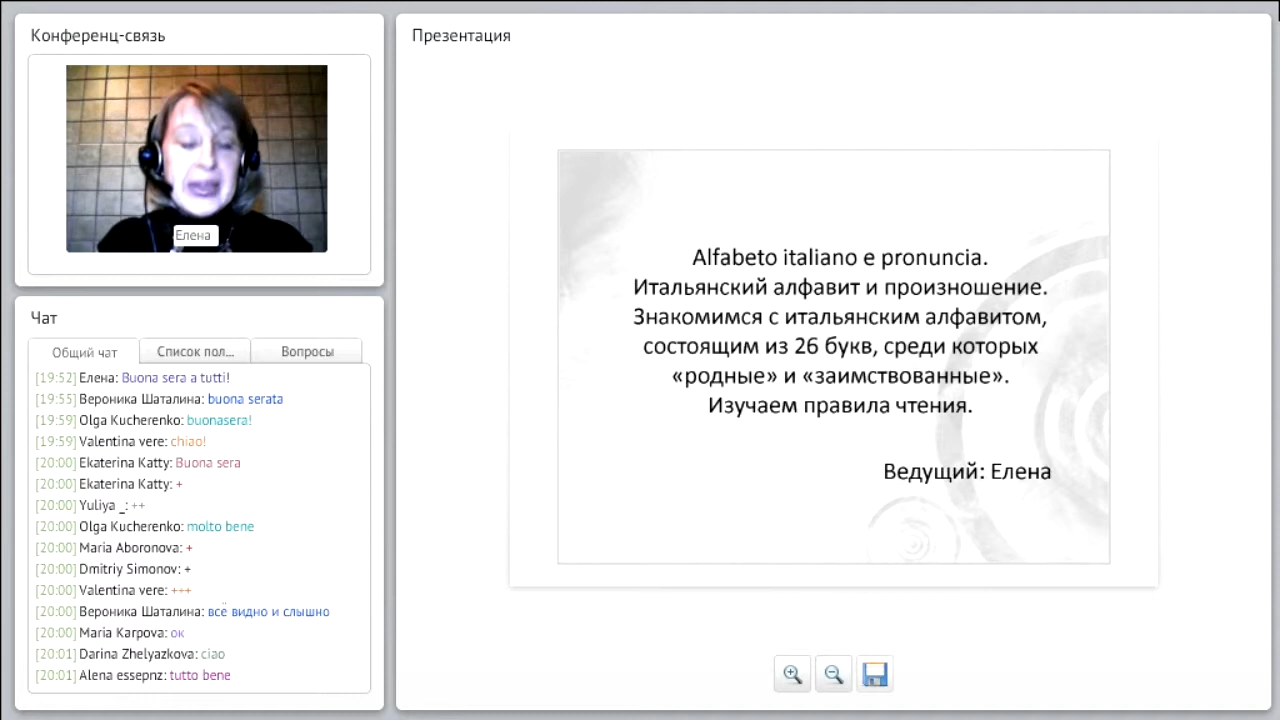 Конференц-связь
Елена
Чат
Общий чат
Список пол...
Вопросы
[19:52] Елена: Buona sera a tutti!
[19:55] Вероника Шаталина: buona serata
[19:59] Olga Kucherenko: buonasera!
[19:59] Valentina vere: chiao!
[20:00] Ekaterina Katty: Buona sera
[20:00] Ekaterina Katty: +
[20:00] Yuliya _: ++
[20:00] Olga Kucherenko: molto bene
[20:00] Maria Aboronova: +
[20:00] Dmitriy Simonov: +
[20:00] Valentina vere: +++
[20:00] Вероника Шаталина: всё видно и слышно
[20:00] Maria Karpova: ок
[20:01] Darina Zhelyazkova: ciao
[20:01] Alena essepnz: tutto bene
Презентация
Alfabeto italiano e pronuncia.
Итальянский алфавит и произношение.
Знакомимся с итальянским алфавитом,
состоящим из 26 букв, среди которых
«родные» и «заимствованные».
Изучаем правила чтения.
Ведущий: Елена